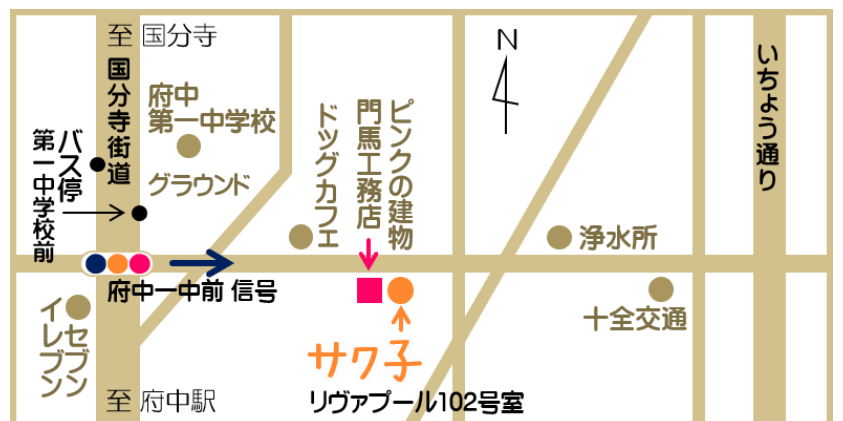 至 国分寺
国分寺街道
府中
第一中学校
グラウンド
バス停
第一中学校前
ドッグカフェ
ピンクの建物
門馬工務店
N
いちょう通り
浄水所
府中一中前 信号
セブン
イレブン
十全交通
サク子
リヴァプール102号室
至 府中駅